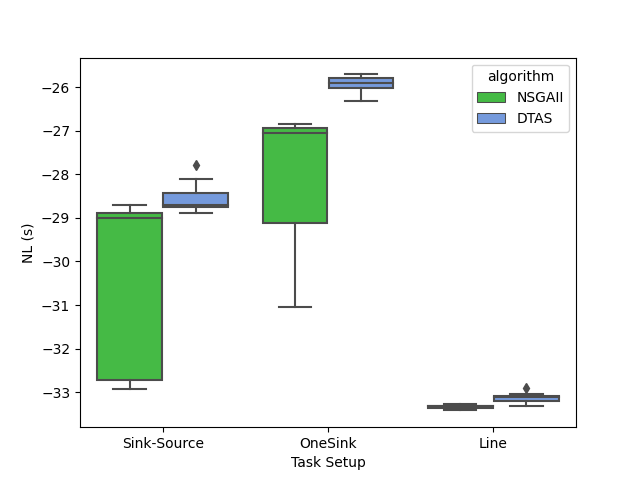 algorithm
NSGAII
DTAS
−26
−27
−28
−29
−30
−31
−32
−33
NL (s)
Sink-Source
OneSink
Line
Task Setup